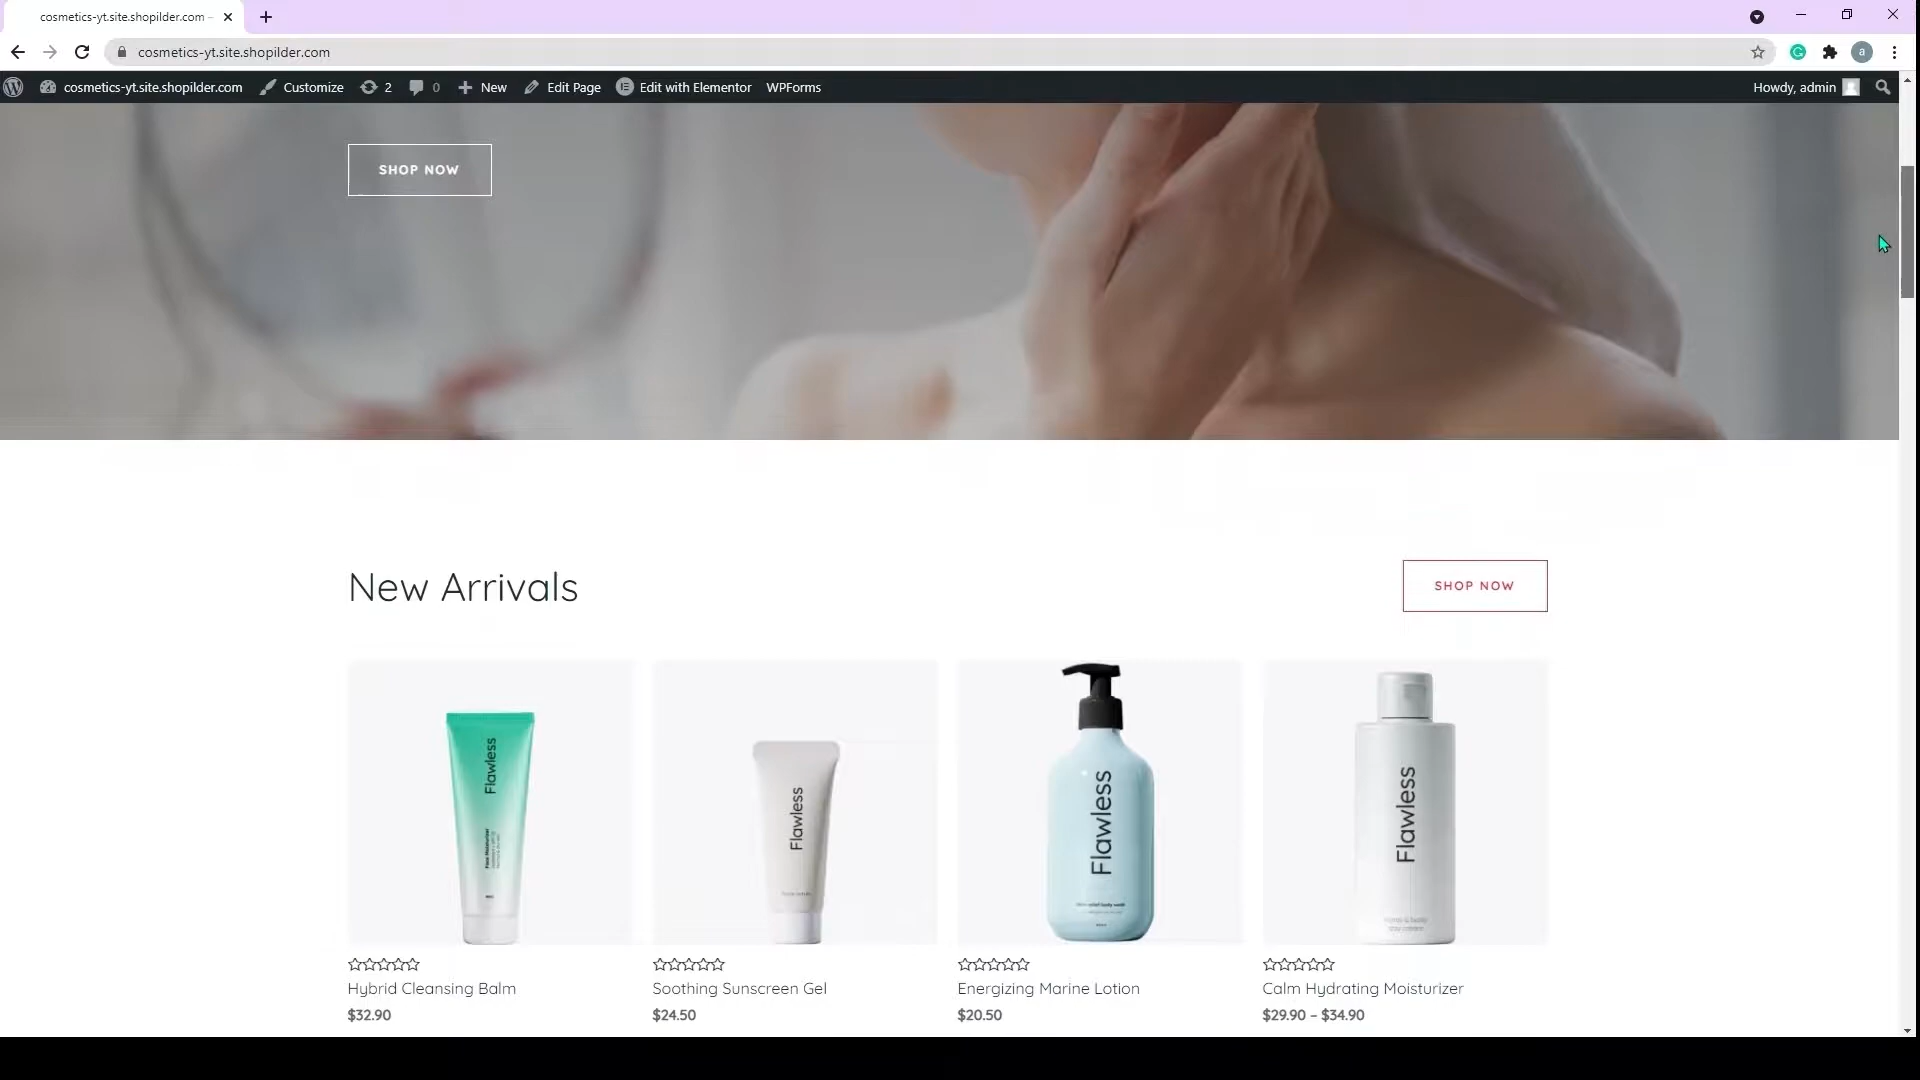 cosmetics-yt.site.shopilder.com –
cosmetics-yt.site.shopilder.com
cosmetics-yt.site.shopilder.com Customize 2 0 New Edit Page Edit with Elementor WPForms Howdy, admin
SHOP NOW
New Arrivals
SHOP NOW
Flawless
Face Moisturizer
Flawless
Flawless
Flawless
Hybrid Cleansing Balm
$32.90
Soothing Sunscreen Gel
$24.50
Energizing Marine Lotion
$20.50
Calm Hydrating Moisturizer
$29.90 – $34.90